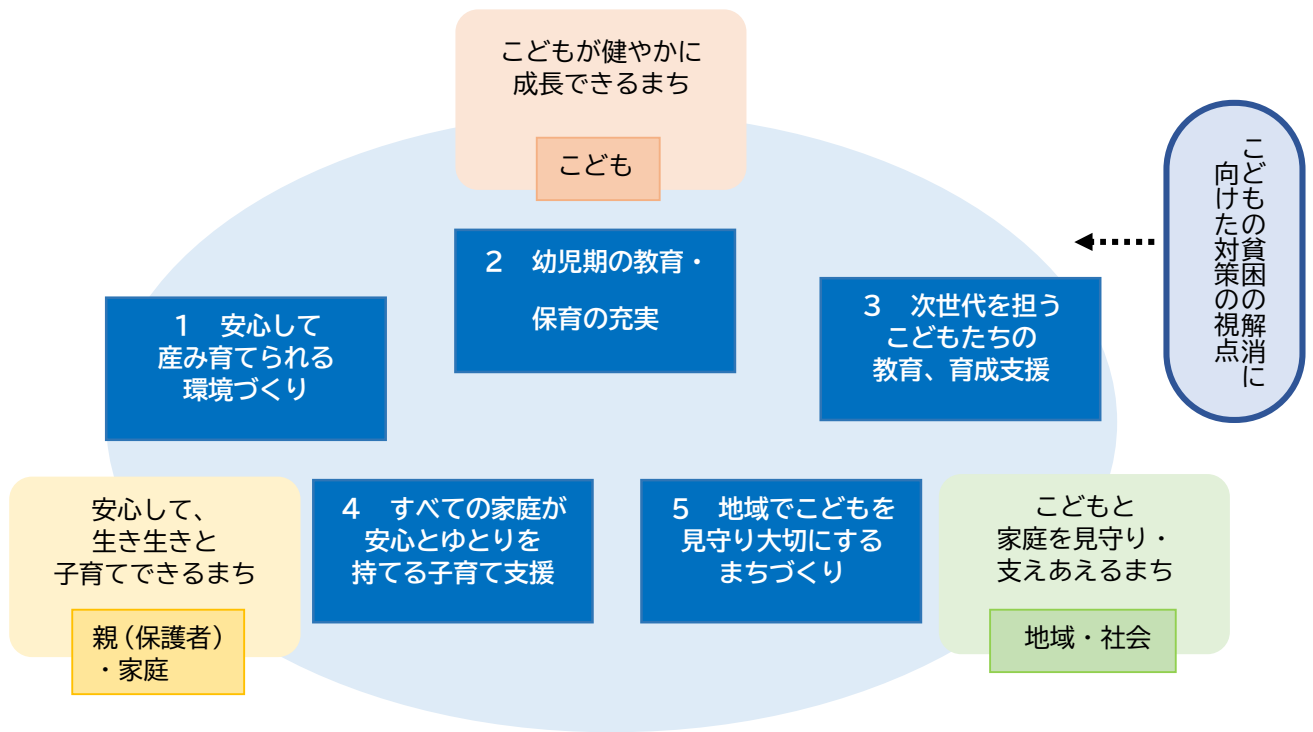 こどもが健やかに
成長できるまち
こども
こどもの貧困の解消に
向けた対策の視点
2　幼児期の教育・
保育の充実
1　安心して
産み育てられる
環境づくり
3　次世代を担う
こどもたちの
教育、育成支援
安心して、
生き生きと
子育てできるまち
親（保護者）
・家庭
4　すべての家庭が
安心とゆとりを
持てる子育て支援
5　地域でこどもを
見守り大切にする
まちづくり
こどもと
家庭を見守り・
支えあえるまち
地域・社会